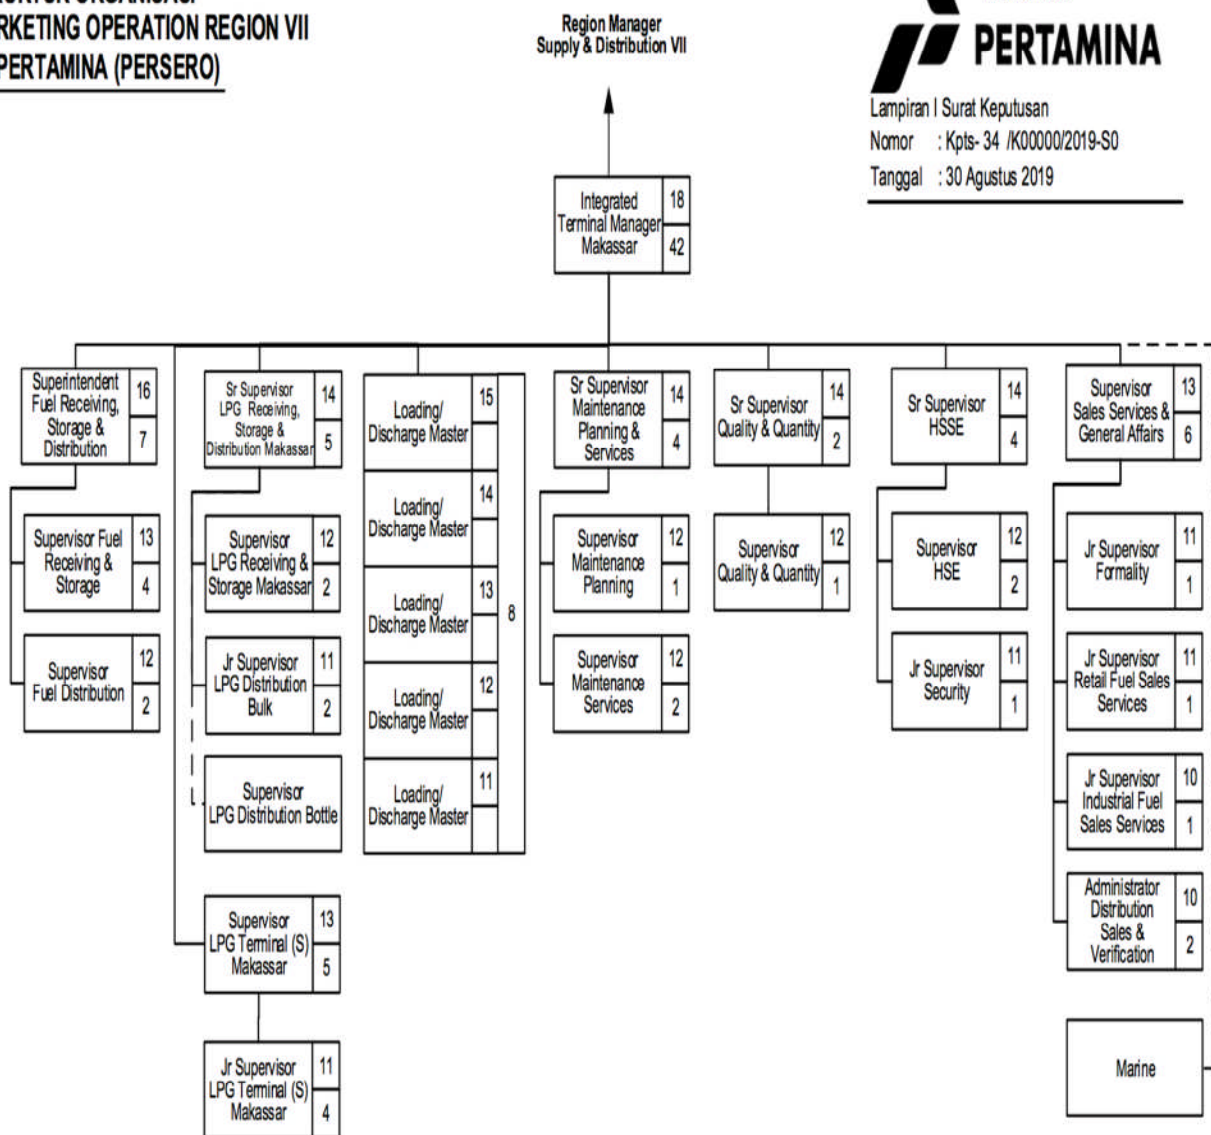 RKETING OPERATION REGION VII
PERTAMINA (PERSERO)
Region Manager
Supply & Distribution VII
PERTAMINA
Lampiran I Surat Keputusan
Nomor : Kpts- 34 /K00000/2019-S0
Tanggal : 30 Agustus 2019
Integrated
Terminal Manager
Makassar
18
42
Superintendent
Fuel Receiving,
Storage &
Distribution
16
7
Supervisor Fuel
Receiving &
Storage
13
4
Supervisor
Fuel Distribution
12
2
Sr Supervisor
LPG Receiving,
Storage &
Distribution Makassar
14
5
Supervisor
LPG Receiving &
Storage Makassar
12
2
Jr Supervisor
LPG Distribution
Bulk
11
2
Supervisor
LPG Distribution Bottle
Supervisor
LPG Terminal (S)
Makassar
13
5
Jr Supervisor
LPG Terminal (S)
Makassar
11
4
Loading/
Discharge Master
15
Loading/
Discharge Master
14
Loading/
Discharge Master
13
Loading/
Discharge Master
12
Loading/
Discharge Master
11
8
Sr Supervisor
Maintenance
Planning &
Services
14
4
Supervisor
Maintenance
Planning
12
1
Supervisor
Maintenance
Services
12
2
Sr Supervisor
Quality & Quantity
14
2
Supervisor
Quality & Quantity
12
1
Sr Supervisor
HSSE
14
4
Supervisor
HSE
12
2
Jr Supervisor
Security
11
1
Supervisor
Sales Services &
General Affairs
13
6
Jr Supervisor
Formality
11
1
Jr Supervisor
Retail Fuel Sales
Services
11
1
Jr Supervisor
Industrial Fuel
Sales Services
10
1
Administrator
Distribution
Sales &
Verification
10
2
Marine